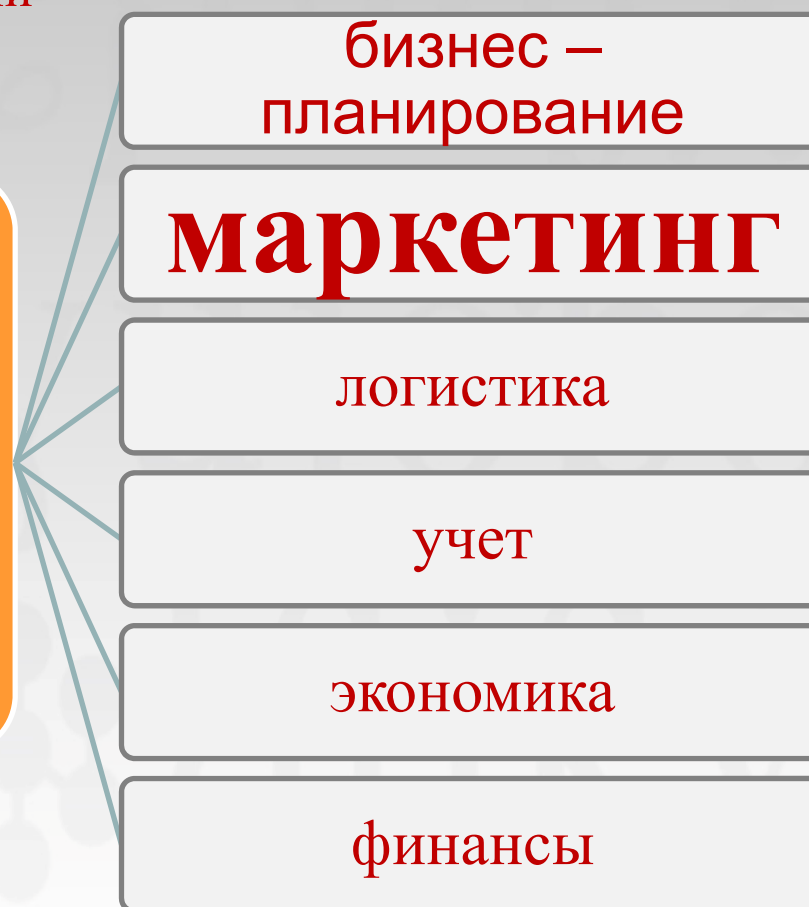 бизнес –
планирование
маркетинг
логистика
учет
экономика
финансы